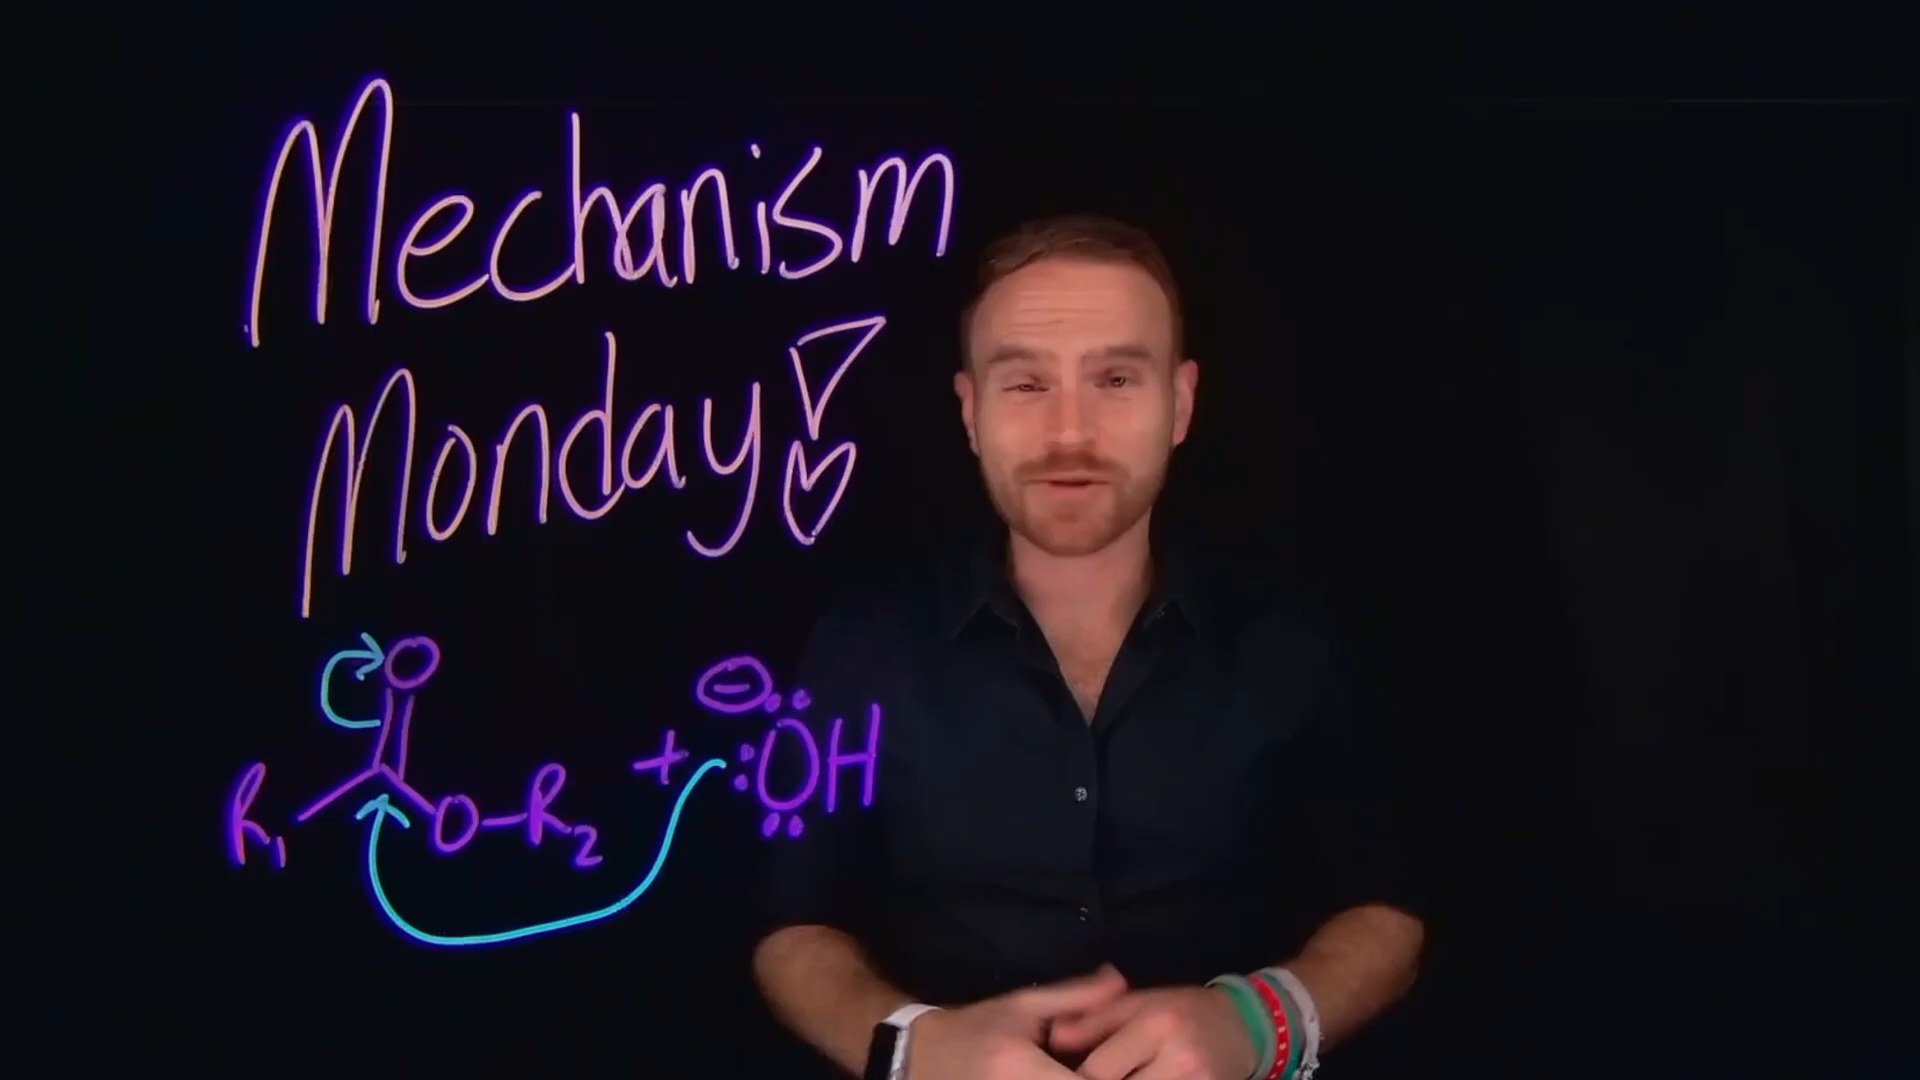 Mechanism
Monday!
O
R₁ O-R₂ + ⊖:OH